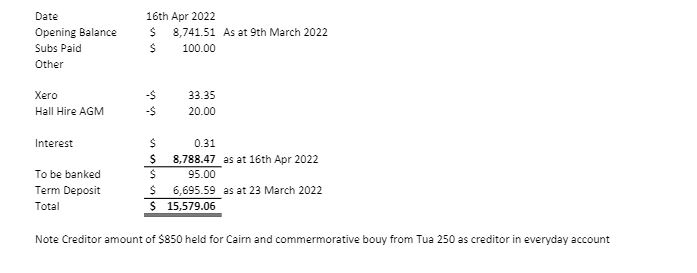 Date 16th Apr 2022
Opening Balance $ 8,741.51 As at 9th March 2022
Subs Paid $ 100.00
Other
Xero -$ 33.35
Hall Hire AGM -$ 20.00
Interest $ 0.31
$ 8,788.47 as at 16th Apr 2022
To be banked $ 95.00
Term Deposit $ 6,695.59 as at 23 March 2022
Total $ 15,579.06
Note Creditor amount of $850 held for Cairn and commermorative bouy from Tua 250 as creditor in everyday account